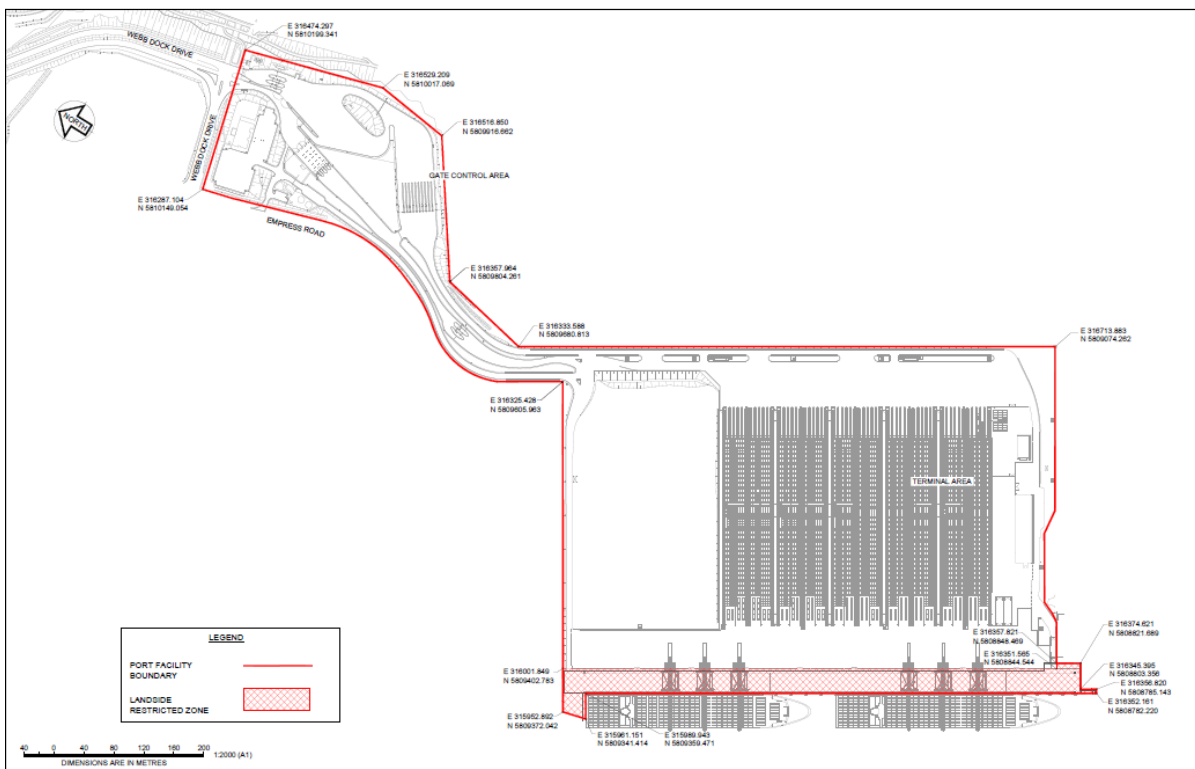 E 316474.297
N 5810199.341
WEBB DOCK DRIVE
E 316529.209
N 5810017.069
NORTH
E 316516.850
N 5809916.662
WEBB DOCK DRIVE
GATE CONTROL AREA
E 316287.104
N 5810149.054
EMPRESS ROAD
E 316357.964
N 5809804.261
E 316333.588
N 5809680.813
E 316713.883
N 5809074.262
E 316325.428
N 5809605.963
TERMINAL AREA
E 316357.821
N 5808848.469
E 316374.621
N 5808821.689
E 316351.565
N 5808844.544
LEGEND
PORT FACILITY
BOUNDARY
LANDSIDE
RESTRICTED ZONE
E 316001.849
N 5809402.783
E 316345.395
N 5808803.356
E 316356.820
N 5808785.143
E 316352.161
N 5808782.220
E 315952.892
N 5809372.042
E 315961.151
N 5809341.414
E 315989.943
N 5809359.471
40 0 40 80 120 160 200
1:2000 (A1)
DIMENSIONS ARE IN METRES